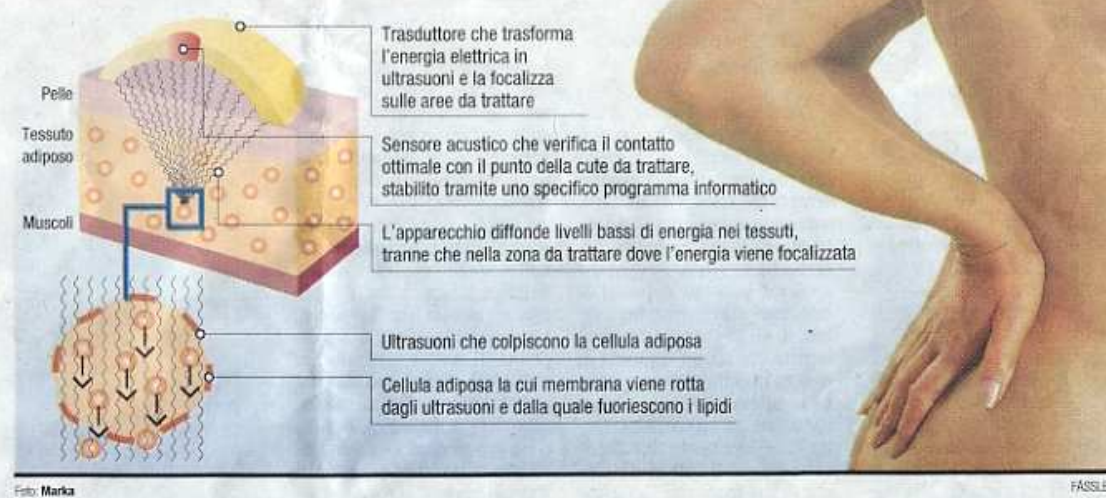 Trasduttore che trasforma
l'energia elettrica in
ultrasuoni e la focalizza
sulle aree da trattare
Pelle
Tessuto
adiposo
Muscoli
Sensore acustico che verifica il contatto
ottimale con il punto della cute da trattare,
stabilito tramite uno specifico programma informatico
L'apparecchio diffonde livelli bassi di energia nei tessuti,
tranne che nella zona da trattare dove l'energia viene focalizzata
Ultrasuoni che colpiscono la cellula adiposa
Cellula adiposa la cui membrana viene rotta
dagli ultrasuoni e dalla quale fuoriescono i lipidi
Foto: Marka